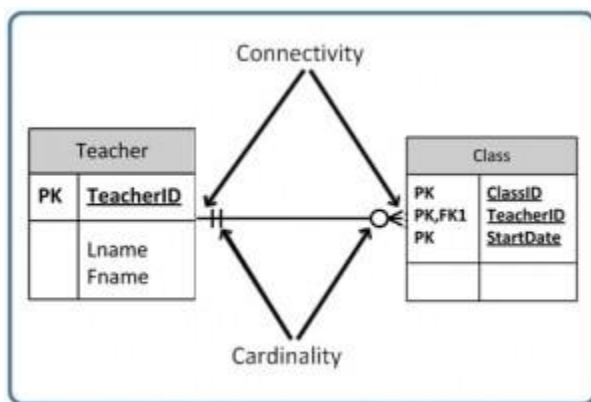 Connectivity
Teacher
PK TeacherID
Lname
Fname
Class
PK ClassID
PK,FK1 TeacherID
PK StartDate
Cardinality